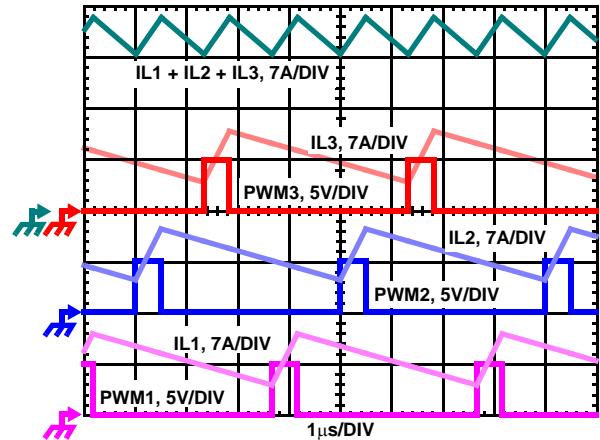 IL1 + IL2 + IL3, 7A/DIV
IL3, 7A/DIV
PWM3, 5V/DIV
IL2, 7A/DIV
PWM2, 5V/DIV
IL1, 7A/DIV
PWM1, 5V/DIV
1μs/DIV